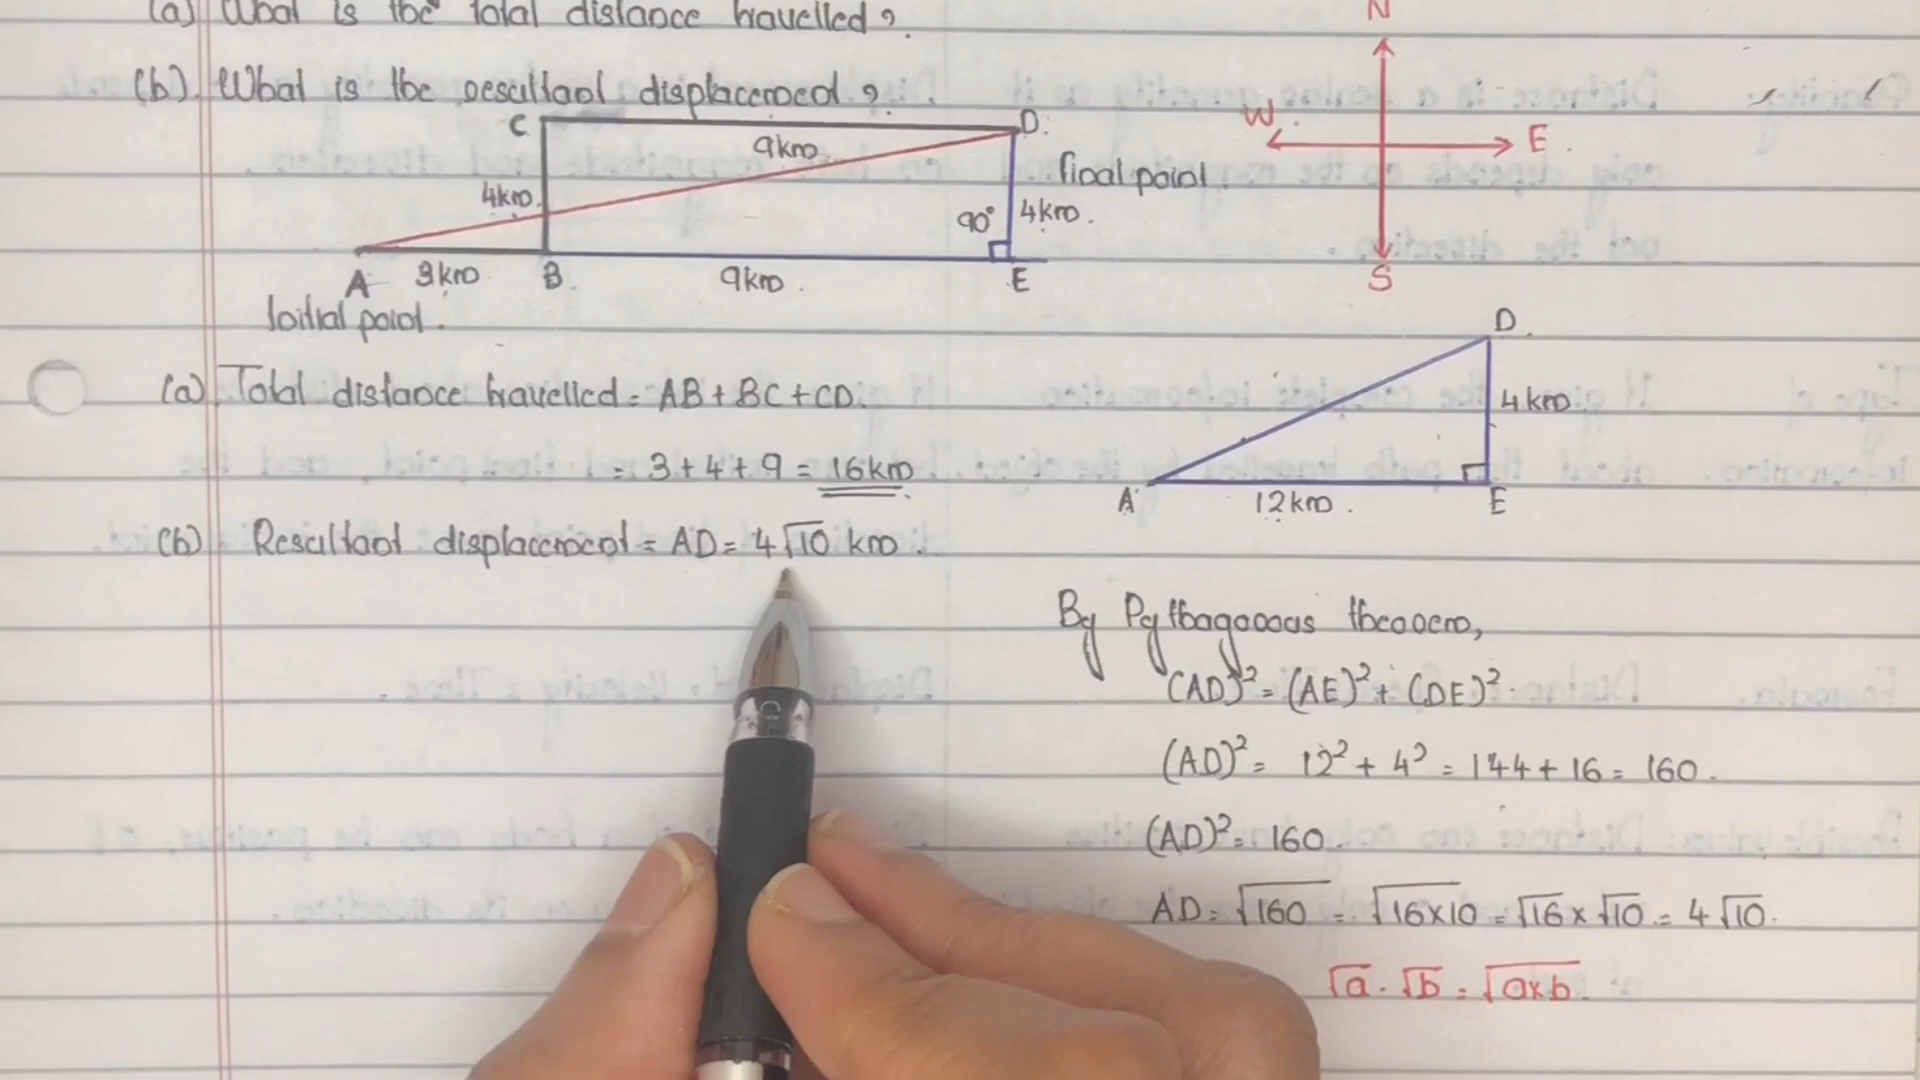 (a) What is the total distance travelled?
(b). What is the resultant displacement?
N
W. E.
S
C D.
9km
4km.
final point.
90° 4km.
A 3km B. 9km. E
Initial point.
(a) Total distance travelled = AB + BC + CD.
= 3 + 4 + 9 = 16km.
D.
4km
A 12km. E
(b) Resultant displacement = AD = 4√10 km.
By Pythagoras theorem,
(AD)² = (AE)² + (DE)²
(AD)² = 12² + 4² = 144 + 16 = 160.
(AD)² = 160.
AD = √160 = √16×10 = √16 × √10 = 4√10.
√a . √b = √a×b.